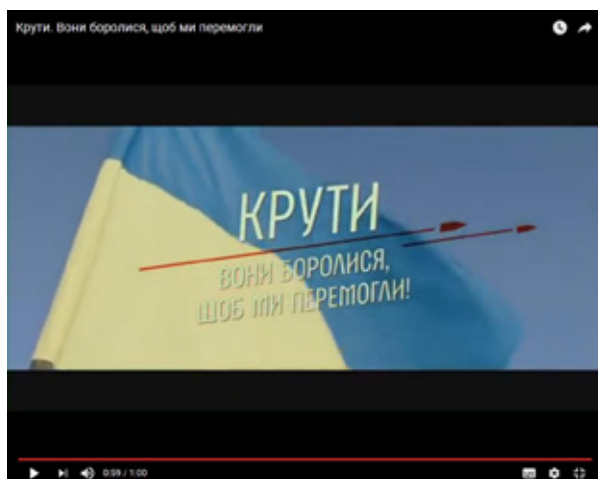 Крути. Вони боролися, щоб ми перемогли
КРУТИ
ВОНИ БОРОЛИСЯ,
ЩОБ МИ ПЕРЕМОГЛИ!
0:59 / 1:00